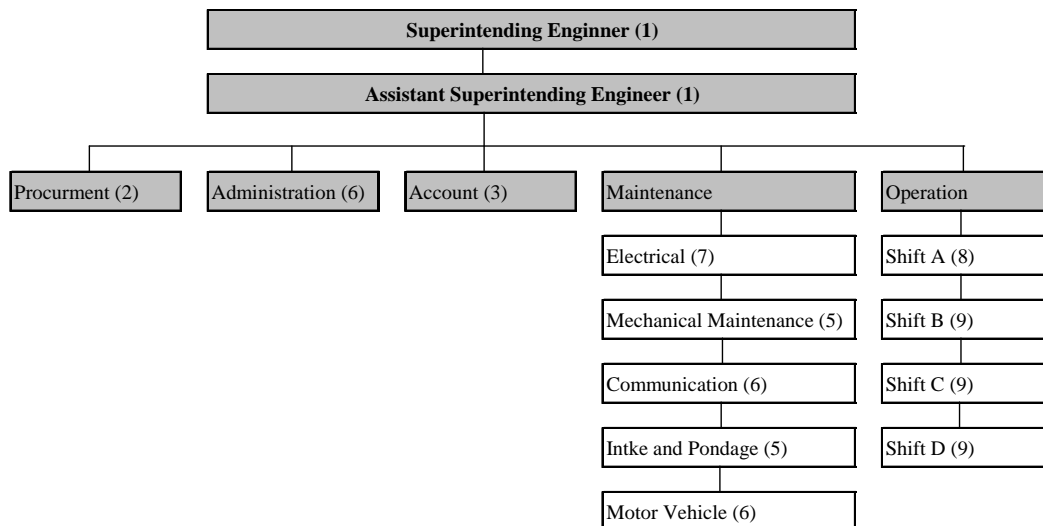 Superintending Enginner (1)
Assistant Superintending Engineer (1)
Procurment (2)
Administration (6)
Account (3)
Maintenance
Operation
Electrical (7)
Shift A (8)
Mechanical Maintenance (5)
Shift B (9)
Communication (6)
Shift C (9)
Intke and Pondage (5)
Shift D (9)
Motor Vehicle (6)